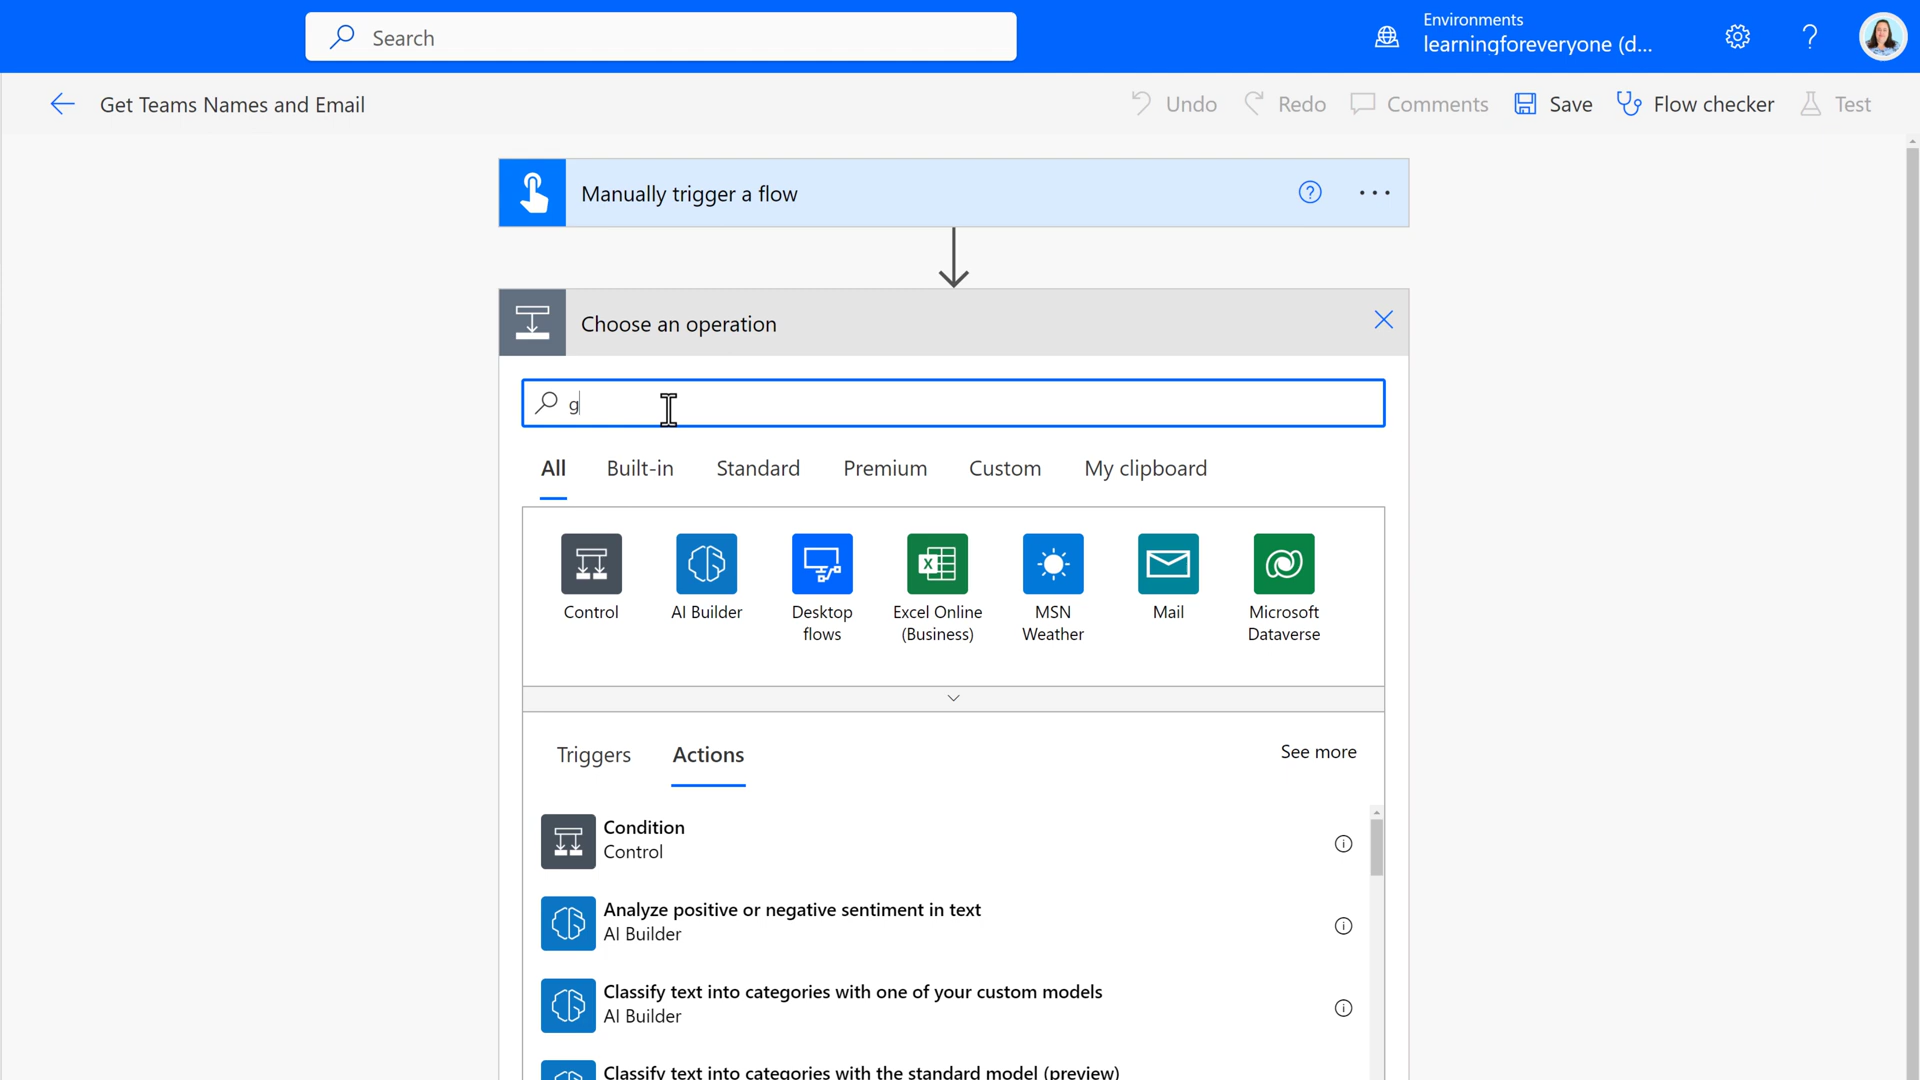 Search
Environments
learningforeveryone (d...
Get Teams Names and Email
Undo
Redo
Comments
Save
Flow checker
Test
Manually trigger a flow
Choose an operation
g
All
Built-in
Standard
Premium
Custom
My clipboard
Control
AI Builder
Desktop
flows
Excel Online
(Business)
MSN
Weather
Mail
Microsoft
Dataverse
Triggers
Actions
See more
Condition
Control
Analyze positive or negative sentiment in text
AI Builder
Classify text into categories with one of your custom models
AI Builder
Classify text into categories with the standard model (preview)